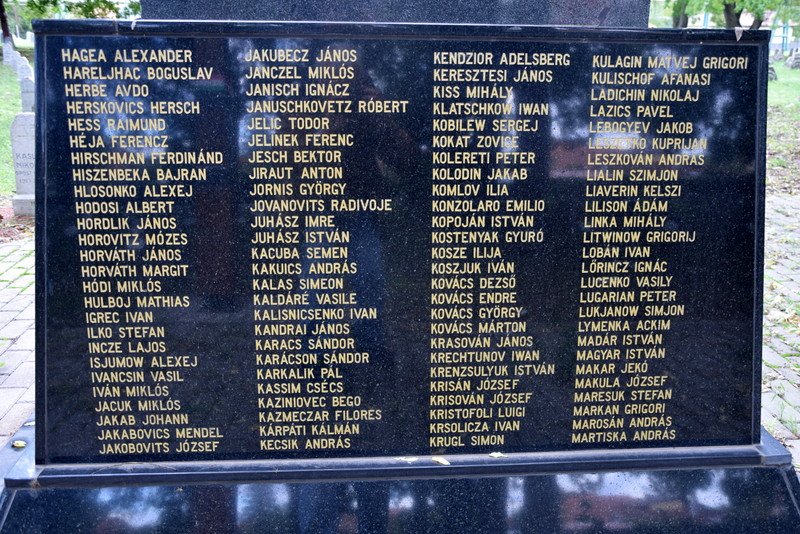 HAGEA ALEXANDER
HARELJHAC BOGUSLAV
HERBE AVDO
HERSKOVICS HERSCH
HESS RAIMUND
HÉJA FERENCZ
HIRSCHMAN FERDINÁND
HISZENBEKA BAJRAN
HLOSONKO ALEXEJ
HODOSI ALBERT
HORDLIK JÁNOS
HOROVITZ MÓZES
HORVÁTH JÁNOS
HORVÁTH MARGIT
HÓDI MIKLÓS
HULBOJ MATHIAS
IGREC IVAN
ILKO STEFAN
INCZE LAJOS
ISJUMOW ALEXEJ
IVANCSIN VASIL
IVÁN MIKLÓS
JACUK MIKLÓS
JAKAB JOHANN
JAKABOVICS MENDEL
JAKOBOVITS JÓZSEF
JAKUBECZ JÁNOS
JANCZEL MIKLÓS
JANISCH IGNÁCZ
JANUSCHKOVETZ RÓBERT
JELIC TODOR
JELINEK FERENC
JESCH BEKTOR
JIRAUT ANTON
JORNIS GYÖRGY
JOVANOVITS RADIVOJE
JUHÁSZ IMRE
JUHÁSZ ISTVÁN
KACUBA SEMEN
KAKUICS ANDRÁS
KALAS SIMEON
KALDÁRÉ VASILE
KALISNICSENKO IVAN
KANDRAI JÁNOS
KARACS SÁNDOR
KARÁCSON SÁNDOR
KARKALIK PÁL
KASSIM CSÉCS
KAZINIOVEC BEGO
KAZMECZAR FILORES
KÁRPÁTI KÁLMÁN
KECSIK ANDRÁS
KENDZIOR ADELSBERG
KERESZTESI JÁNOS
KISS MIHÁLY
KLATSCHKOW IWAN
KOBILEW SERGEJ
KOKAT ZOVICE
KOLERETI PETER
KOLODIN JAKAB
KOMLOV ILIA
KONZOLARO EMILIO
KOPOJÁN ISTVÁN
KOSTENYAK GYURÓ
KOSZE ILIJA
KOSZJUK IVÁN
KOVÁCS DEZSŐ
KOVÁCS ENDRE
KOVÁCS GYÖRGY
KOVÁCS MÁRTON
KRASOVÁN JÁNOS
KRECHTUNOV IWAN
KRENZSULYUK ISTVÁN
KRISÁN JÓZSEF
KRISOVÁN JÓZSEF
KRISTOFOLI LUIGI
KRSOLICZA IVAN
KRUGL SIMON
KULAGIN MATVEJ GRIGORI
KULISCHOF AFANASI
LADICHIN NIKOLAJ
LAZICS PAVEL
LEBOGYEV JAKOB
LESZETKO KUPRIJAN
LESZKOVÁN ANDRÁS
LIALIN SZIMJON
LIAVERIN KELSZI
LILISON ÁDÁM
LINKA MIHÁLY
LITWINOW GRIGORIJ
LOBÁN IVAN
LŐRINCZ IGNÁC
LUCENKO VASILY
LUGARIAN PETER
LUKJANOW SIMJON
LYMENKA ACKIM
MADÁR ISTVÁN
MAGYAR ISTVÁN
MAKAR JEKÓ
MAKULA JÓZSEF
MARESUK STEFAN
MARKAN GRIGORI
MAROSÁN ANDRÁS
MARTISKA ANDRÁS